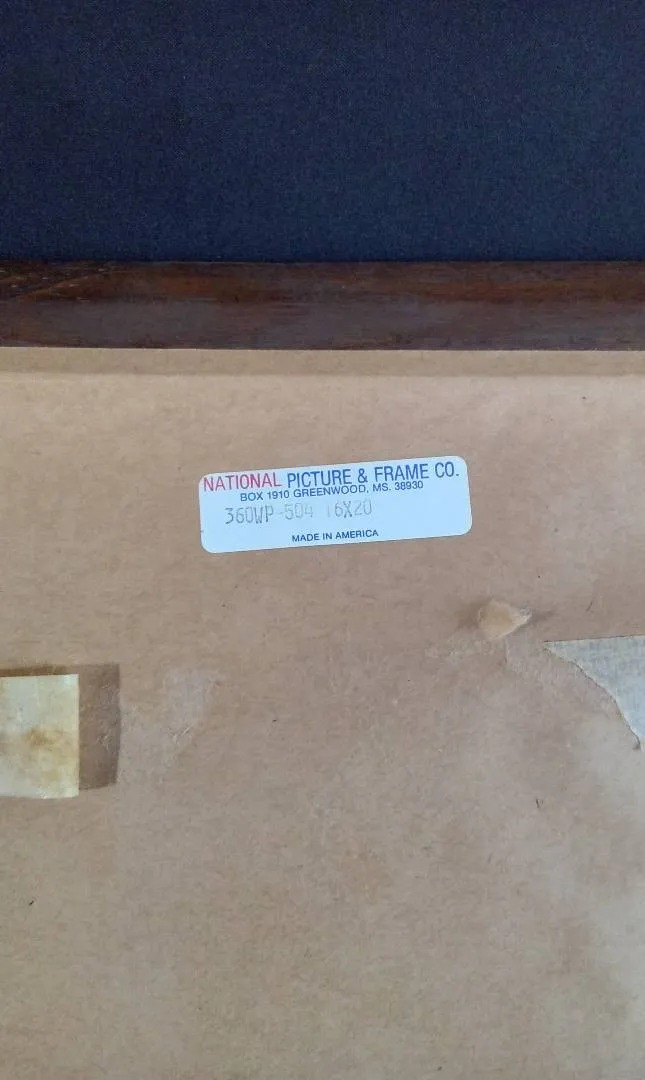 NATIONAL PICTURE & FRAME CO.
BOX 1910 GREENWOOD, MS. 38930
360WP-504 16X20
MADE IN AMERICA